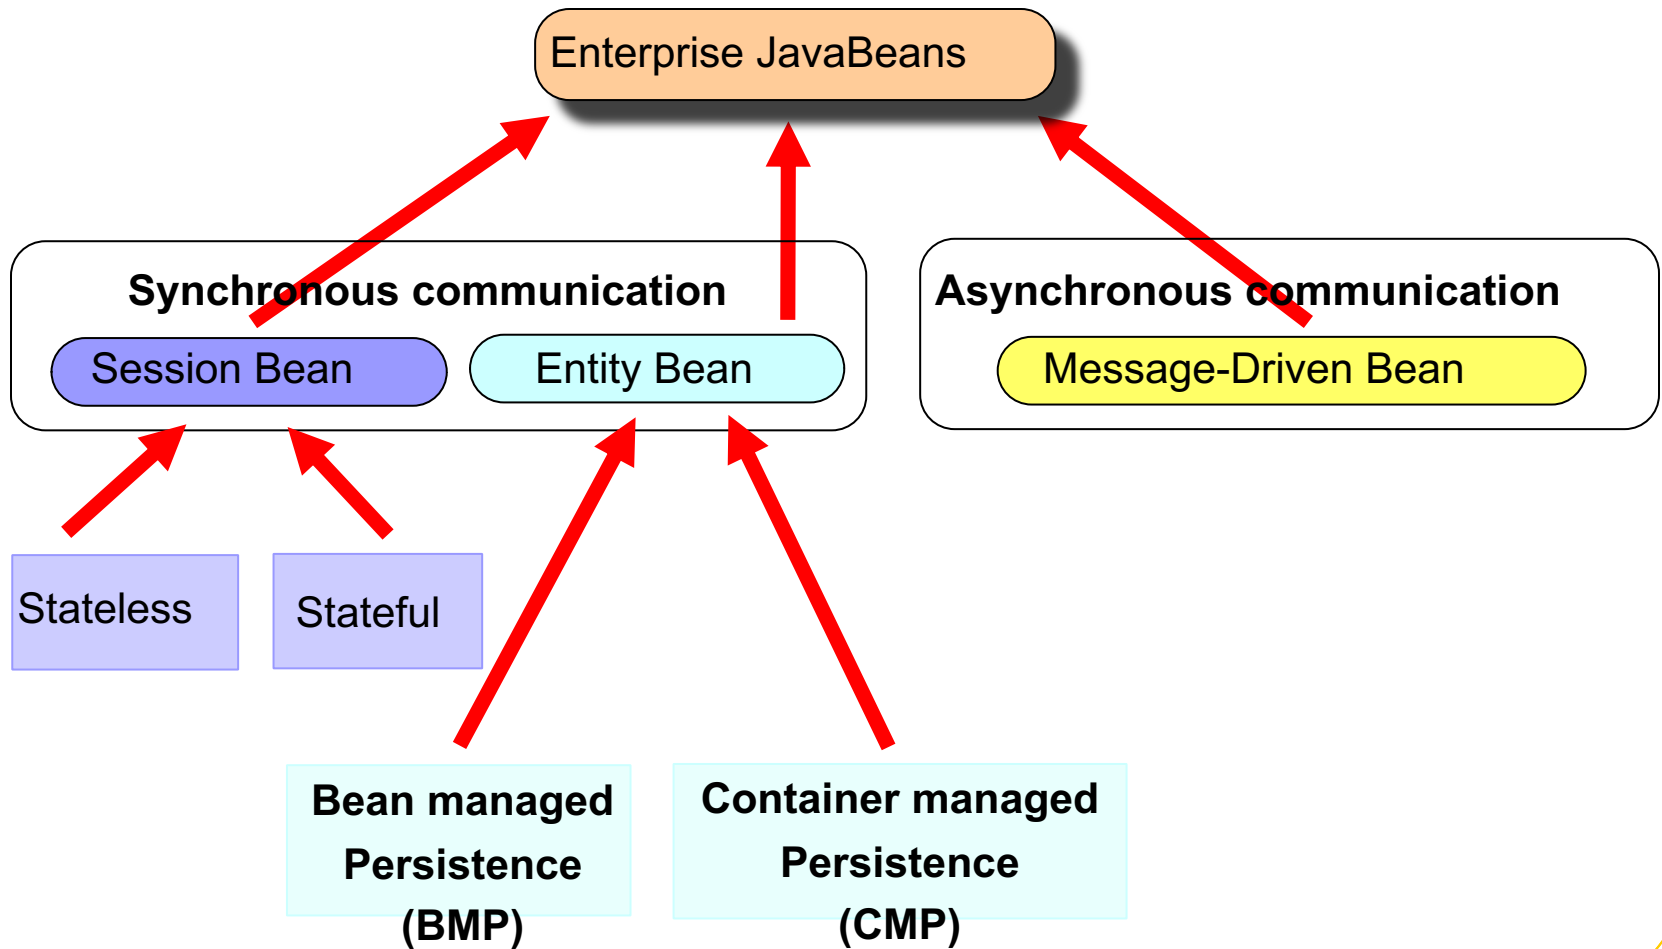 Enterprise JavaBeans
Synchronous communication
Asynchronous communication
Session Bean
Entity Bean
Message-Driven Bean
Stateless
Stateful
Bean managed
Persistence
(BMP)
Container managed
Persistence
(CMP)